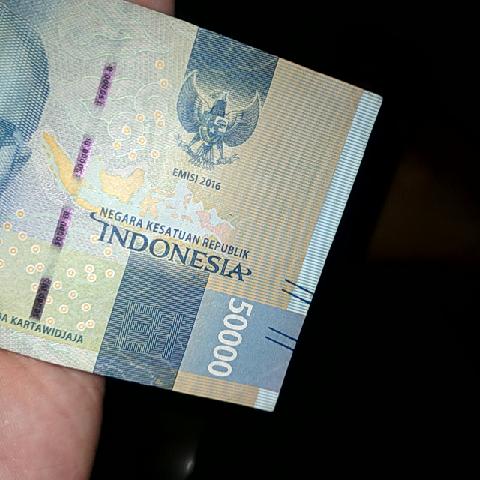 EMISI 2016
NEGARA KESATUAN REPUBLIK
INDONESIA
50000
KARTAWIDJAJA